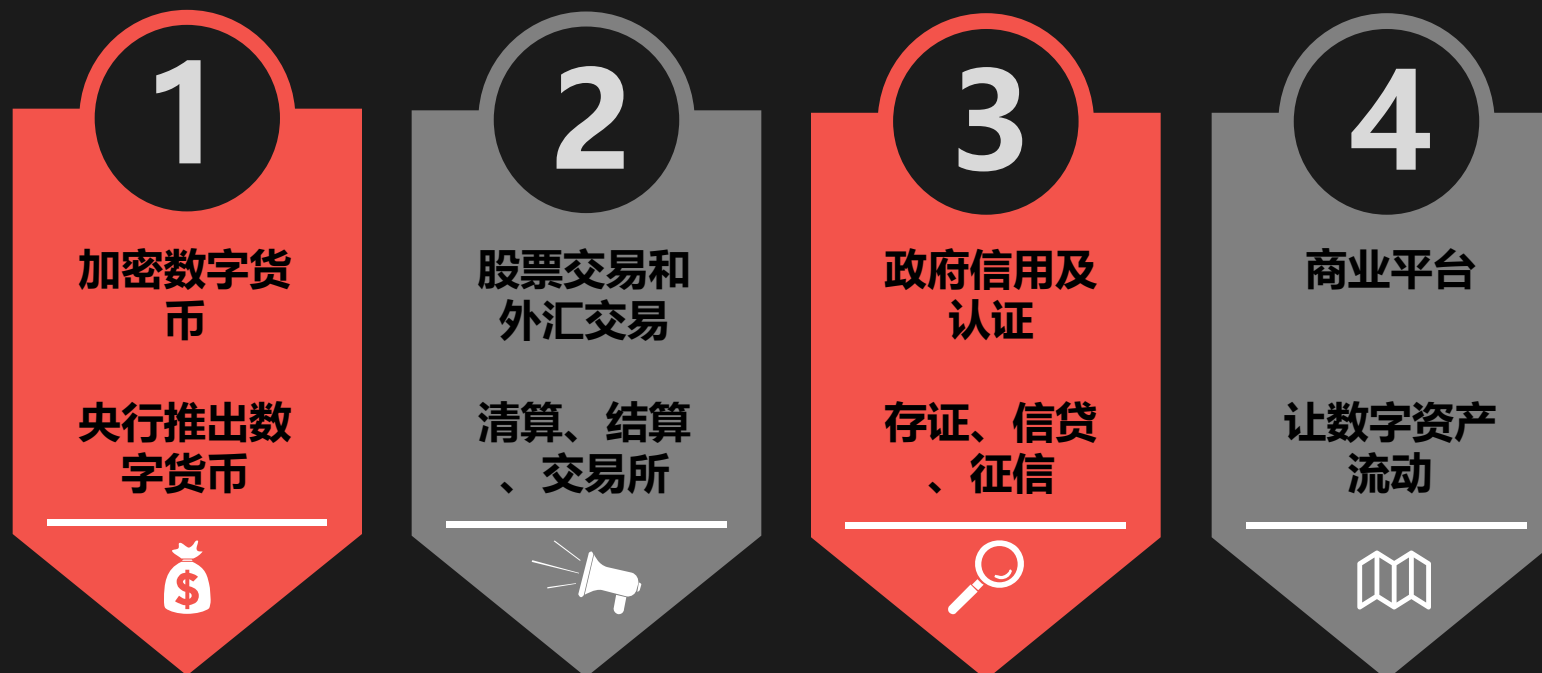 1
加密数字货
币
央行推出数
字货币
2
股票交易和
外汇交易
清算、结算
、交易所
3
政府信用及
认证
存证、信贷
、征信
4
商业平台
让数字资产
流动
$